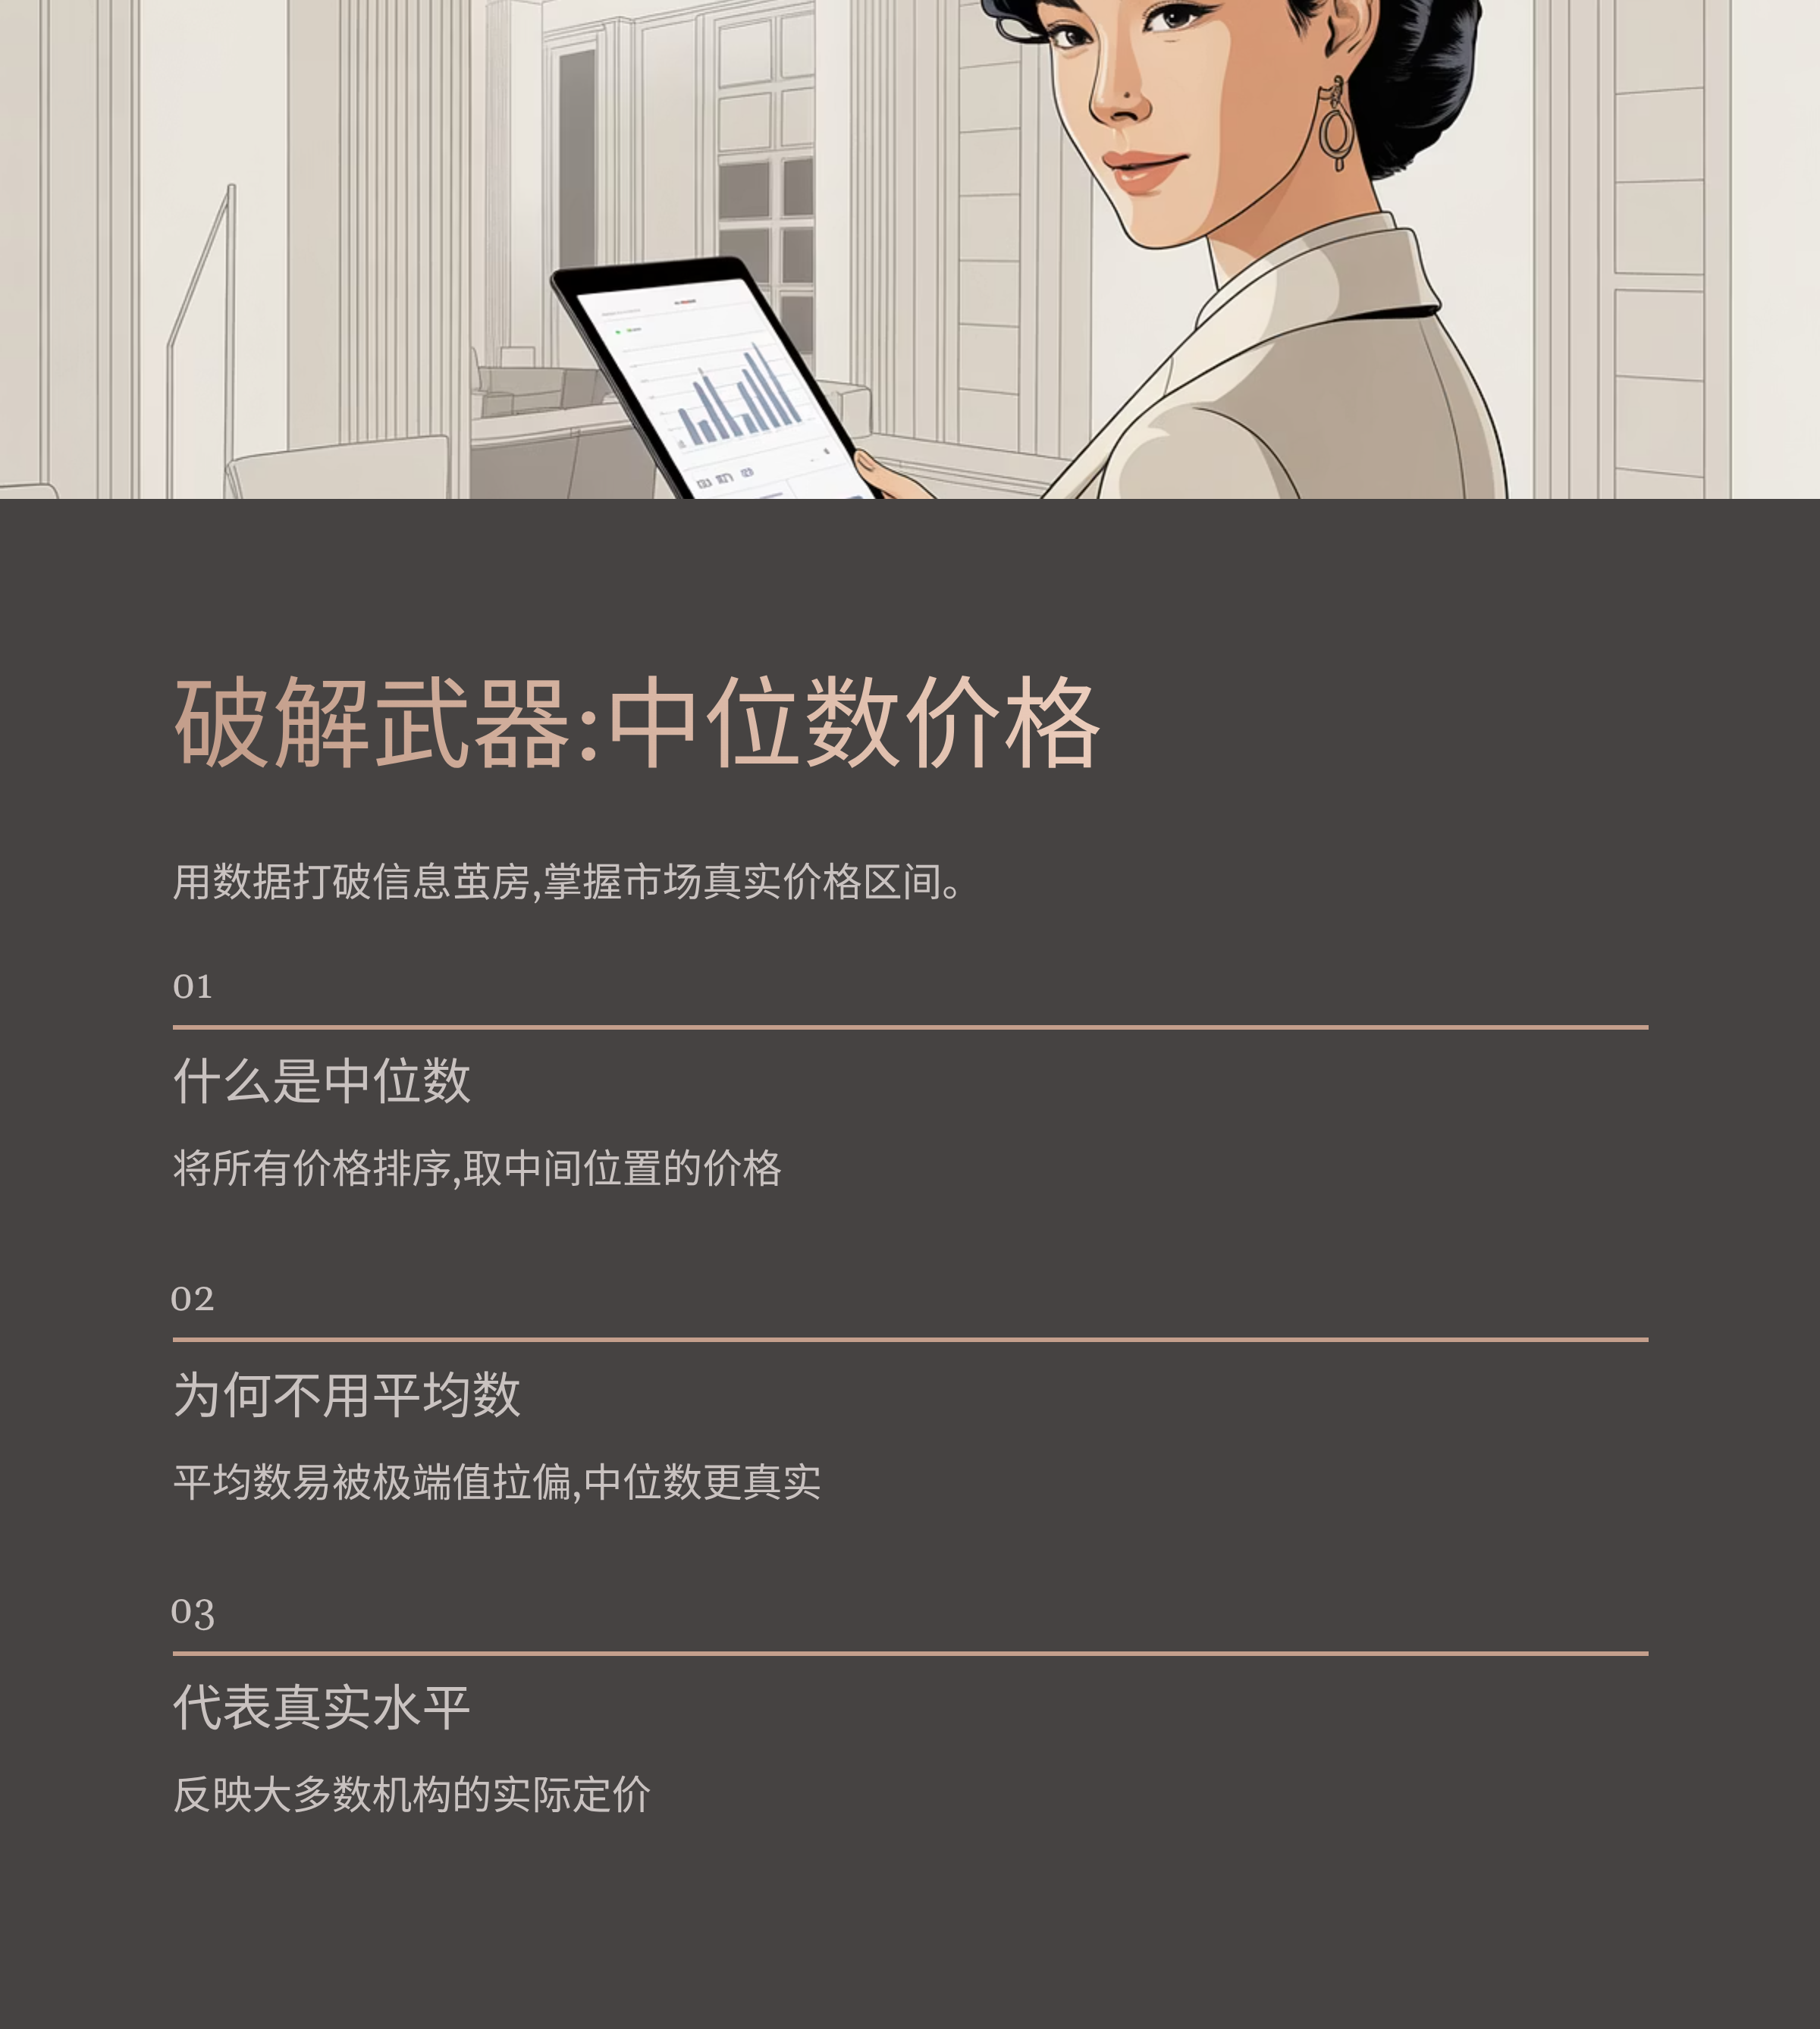 破解武器:中位数价格
用数据打破信息茧房,掌握市场真实价格区间。
01
什么是中位数
将所有价格排序,取中间位置的价格
02
为何不用平均数
平均数易被极端值拉偏,中位数更真实
03
代表真实水平
反映大多数机构的实际定价